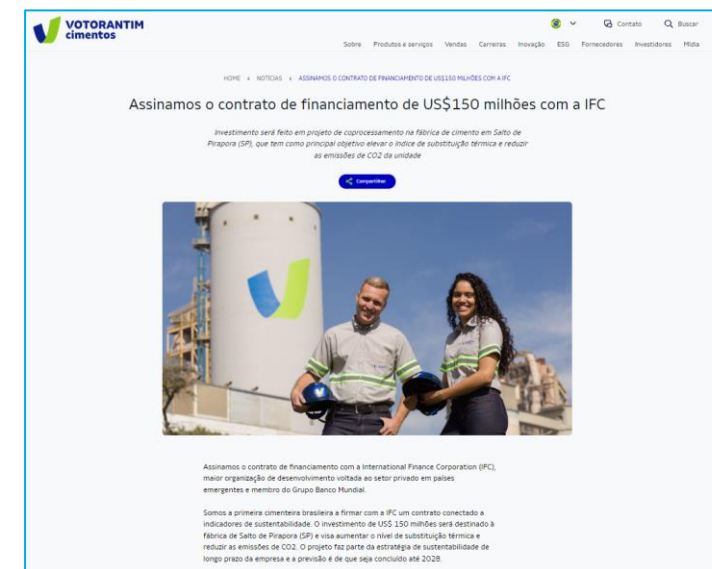 VOTORANTIM
cimentos
Contato
Buscar
Sobre Produtos e serviços Vendas Carreiras Inovação ESG Fornecedores Investidores Mídia
HOME NOTÍCIAS ASSINAMOS O CONTRATO DE FINANCIAMENTO DE US$150 MILHÕES COM A IFC
Assinamos o contrato de financiamento de US$150 milhões com a IFC
Investimento será feito em projeto de coprocessamento na fábrica de cimento em Salto de
Pirapora (SP), que tem como principal objetivo elevar o índice de substituição térmica e reduzir
as emissões de CO2 da unidade
Compartilhar
Assinamos o contrato de financiamento com a International Finance Corporation (IFC),
maior organização de desenvolvimento voltada ao setor privado em países
emergentes e membro do Grupo Banco Mundial.
Somos a primeira cimenteira brasileira a firmar com a IFC um contrato conectado a
indicadores de sustentabilidade. O investimento de US$ 150 milhões será destinado à
fábrica de Salto de Pirapora (SP) e visa aumentar o nível de substituição térmica e
reduzir as emissões de CO2. O projeto faz parte da estratégia de sustentabilidade de
longo prazo da empresa e a previsão é de que seja concluído até 2028.